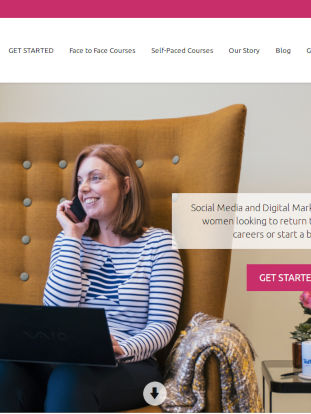 GET STARTED Face to Face Courses Self-Paced Courses Our Story Blog G
Social Media and Digital Mark
women looking to return t
careers or start a b
GET STARTE
VAIO